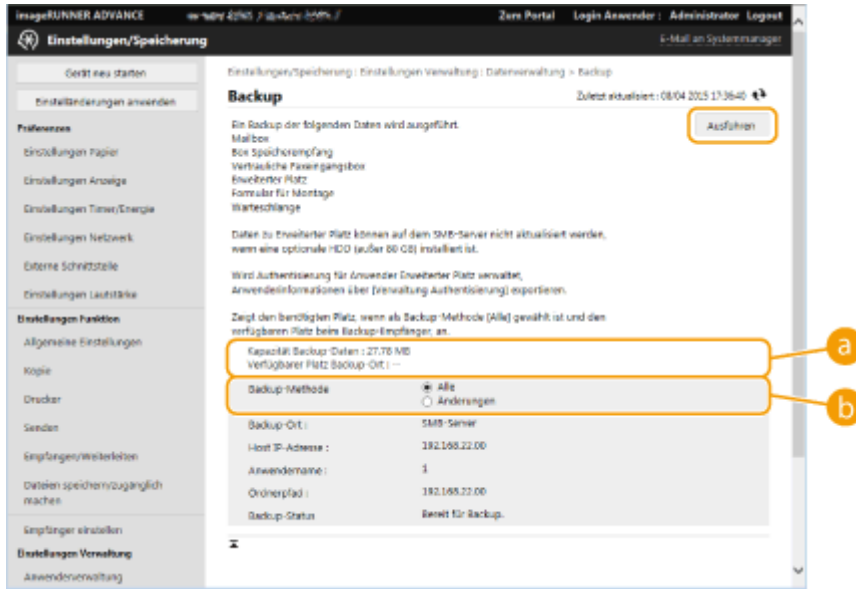 imageRUNNER ADVANCE
Zum Portal Login Anwender : Administrator Logout
Einstellungen/Speicherung
E-Mail an Systemmanager
Gerät neu starten
Einstelländerungen anwenden
Präferenzen
Einstellungen Papier
Einstellungen Anzeige
Einstellungen Timer/Energie
Einstellungen Netzwerk
Externe Schnittstelle
Einstellungen Lautstärke
Einstellungen Funktion
Allgemeine Einstellungen
Kopie
Drucker
Senden
Empfangen/Weiterleiten
Dateien speichern/zugänglich
machen
Empfänger einstellen
Einstellungen Verwaltung
Anwenderverwaltung
Einstellungen/Speicherung : Einstellungen Verwaltung : Datenverwaltung > Backup
Backup
Zuletzt aktualisiert : 08/04 2015 17:36:40
Ausführen
Ein Backup der folgenden Daten wird ausgeführt.
Mailbox
Box Speicherempfang
Vertrauliche Faxeingangsbox
Erweiterter Platz
Formular für Montage
Warteschlange
Daten zu Erweiterter Platz können auf dem SMB-Server nicht aktualisiert werden,
wenn eine optionale HDD (außer 80 GB) installiert ist.
Wird Authentisierung für Anwender Erweiterter Platz verwaltet,
Anwenderinformationen über [Verwaltung Authentisierung] exportieren.
Zeigt den benötigten Platz, wenn als Backup-Methode [Alle] gewählt ist und den
verfügbaren Platz beim Backup-Empfänger, an.
Kapazität Backup-Daten : 27.78 MB
Verfügbarer Platz Backup-Ort : --
a
Backup-Methode
Alle
Änderungen
b
Backup-Ort : SMB-Server
Host IP-Adresse : 192.168.22.00
Anwendername : 1
Ordnerpfad : 192.168.22.00
Backup-Status Bereit für Backup.